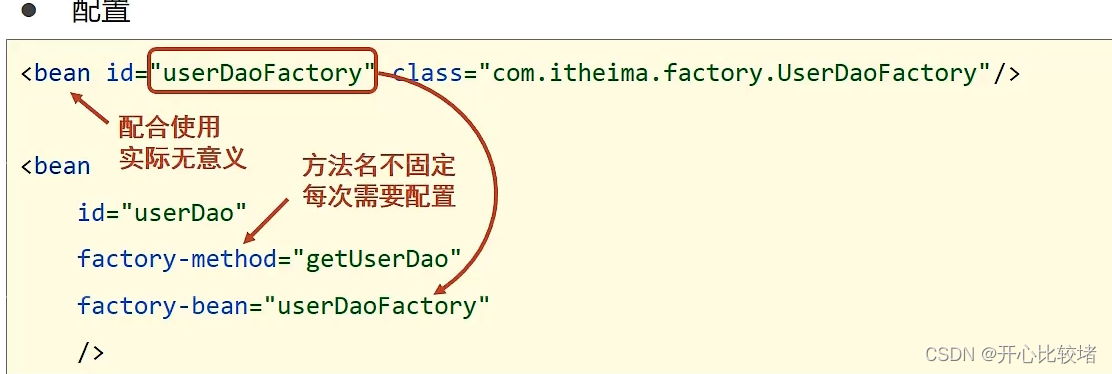 ● 配置
<bean id="userDaoFactory" class="com.itheima.factory.UserDaoFactory"/>
配合使用
实际无意义
方法名不固定
每次需要配置
<bean
id="userDao"
factory-method="getUserDao"
factory-bean="userDaoFactory"
/>
CSDN @开心比较堵